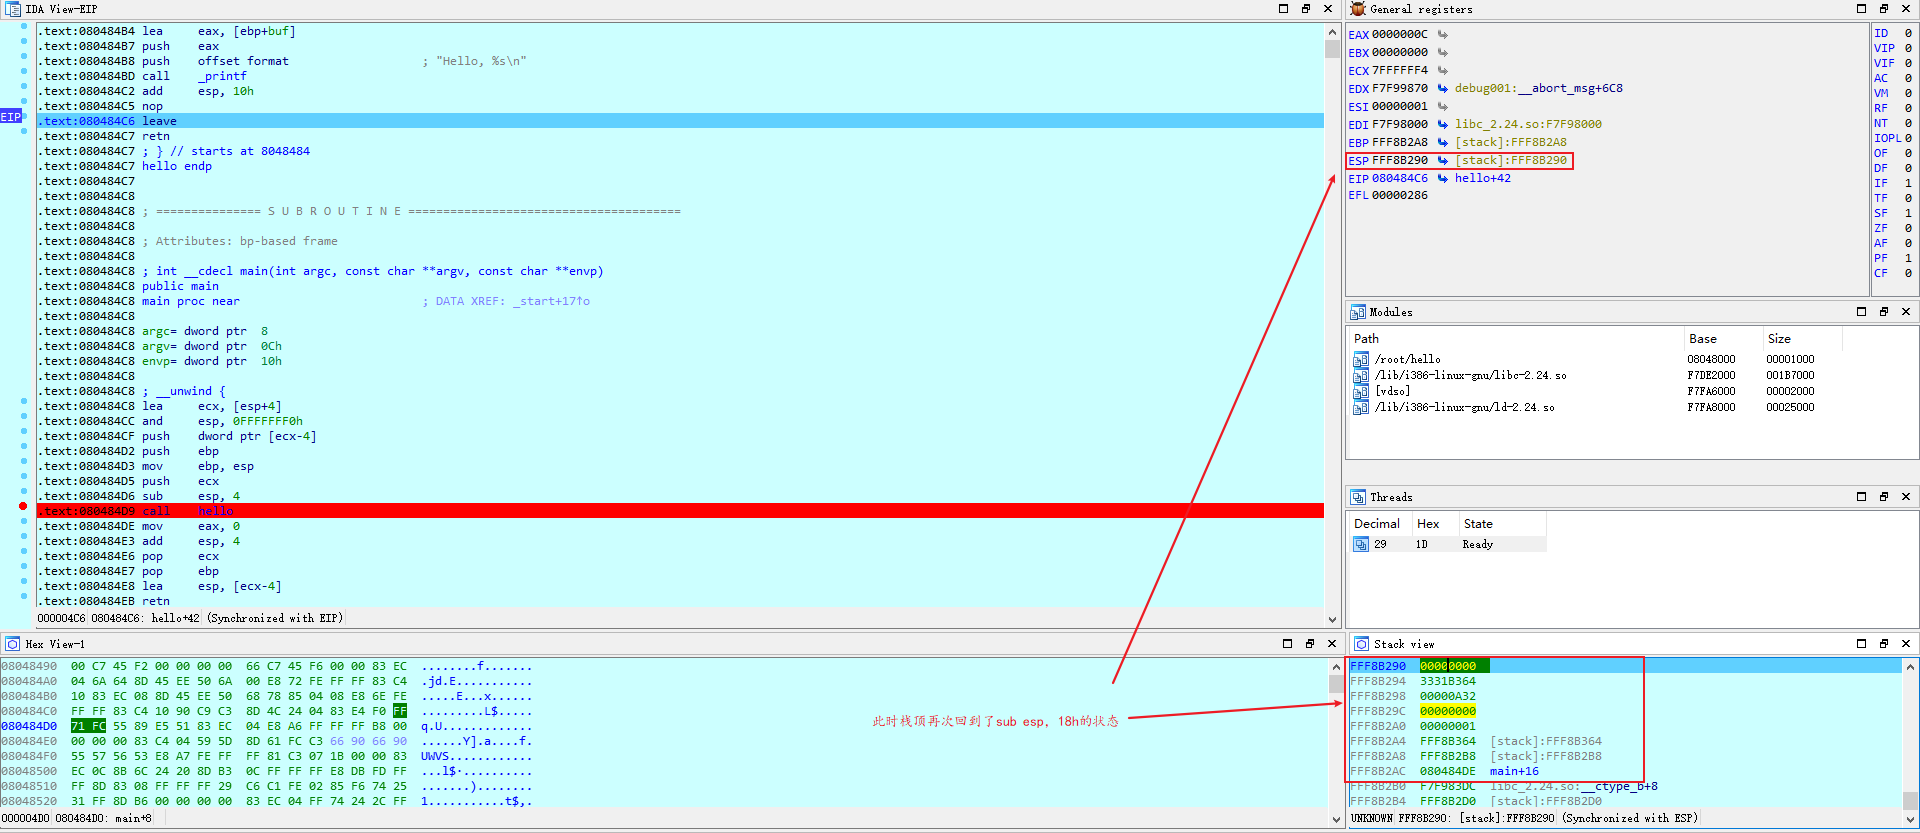 IDA View-EIP
.text:080484B4 lea eax, [ebp+buf]
.text:080484B7 push eax
.text:080484B8 push offset format ; "Hello, %s\n"
.text:080484BD call _printf
.text:080484C2 add esp, 10h
.text:080484C5 nop
EIP
.text:080484C6 leave
.text:080484C7 retn
.text:080484C7 ; } // starts at 8048484
.text:080484C7 hello endp
.text:080484C7
.text:080484C8
.text:080484C8 ; =============== S U B R O U T I N E =======================================
.text:080484C8
.text:080484C8 ; Attributes: bp-based frame
.text:080484C8
.text:080484C8 ; int __cdecl main(int argc, const char **argv, const char **envp)
.text:080484C8 public main
.text:080484C8 main proc near ; DATA XREF: _start+17↑o
.text:080484C8
.text:080484C8 argc= dword ptr 8
.text:080484C8 argv= dword ptr 0Ch
.text:080484C8 envp= dword ptr 10h
.text:080484C8
.text:080484C8 ; __unwind {
.text:080484C8 lea ecx, [esp+4]
.text:080484CC and esp, 0FFFFFFF0h
.text:080484CF push dword ptr [ecx-4]
.text:080484D2 push ebp
.text:080484D3 mov ebp, esp
.text:080484D5 push ecx
.text:080484D6 sub esp, 4
.text:080484D9 call hello
.text:080484DE mov eax, 0
.text:080484E3 add esp, 4
.text:080484E6 pop ecx
.text:080484E7 pop ebp
.text:080484E8 lea esp, [ecx-4]
.text:080484EB retn
000004C6 080484C6: hello+42 (Synchronized with EIP)
General registers
EAX 0000000C
EBX 00000000
ECX 7FFFFFF4
EDX F7F99870 debug001:__abort_msg+6C8
ESI 00000001
EDI F7F98000 libc_2.24.so:F7F98000
EBP FFF8B2A8 [stack]:FFF8B2A8
ESP FFF8B290 [stack]:FFF8B290
EIP 080484C6 hello+42
EFL 00000286
ID 0
VIP 0
VIF 0
AC 0
VM 0
RF 0
NT 0
IOPL 0
OF 0
DF 0
IF 1
TF 0
SF 1
ZF 0
AF 0
PF 1
CF 0
Modules
Path Base Size
/root/hello 08048000 00001000
/lib/i386-linux-gnu/libc-2.24.so F7DE2000 001B7000
[vdso] F7FA6000 00002000
/lib/i386-linux-gnu/ld-2.24.so F7FA8000 00025000
Threads
Decimal Hex State
29 1D Ready
Hex View-1
08048490 00 C7 45 F2 00 00 00 00 66 C7 45 F6 00 00 83 EC ........f.......
080484A0 04 6A 64 8D 45 EE 50 6A 00 E8 72 FE FF FF 83 C4 .jd.E...........
080484B0 10 83 EC 08 8D 45 EE 50 68 78 85 04 08 E8 6E FE .....E...x......
080484C0 FF FF 83 C4 10 90 C9 C3 8D 4C 24 04 83 E4 F0 FF .........L$.....
080484D0 71 FC 55 89 E5 51 83 EC 04 E8 A6 FF FF FF B8 00 q.U.............
080484E0 00 00 00 83 C4 04 59 5D 8D 61 FC C3 66 90 66 90 ......Y].a....f.
080484F0 55 57 56 53 E8 A7 FE FF FF 81 C3 07 1B 00 00 83 UWVS............
08048500 EC 0C 8B 6C 24 20 8D B3 0C FF FF FF E8 DB FD FF ...l$·..........
08048510 FF 8D 83 08 FF FF FF 29 C6 C1 FE 02 85 F6 74 25 .......)........
08048520 31 FF 8D B6 00 00 00 00 83 EC 04 FF 74 24 2C FF 1...........t$,.
000004D0 080484D0: main+8
此时栈顶再次回到了sub esp, 18h的状态
Stack view
FFF8B290 00000000
FFF8B294 3331B364
FFF8B298 00000A32
FFF8B29C 00000000
FFF8B2A0 00000001
FFF8B2A4 FFF8B364 [stack]:FFF8B364
FFF8B2A8 FFF8B2B8 [stack]:FFF8B2B8
FFF8B2AC 080484DE main+16
FFF8B2B0 F7F983DC libc_2.24.so:__ctype_b+8
FFF8B2B4 FFF8B2D0 [stack]:FFF8B2D0
UNKNOWN FFF8B290: [stack]:FFF8B290 (Synchronized with ESP)